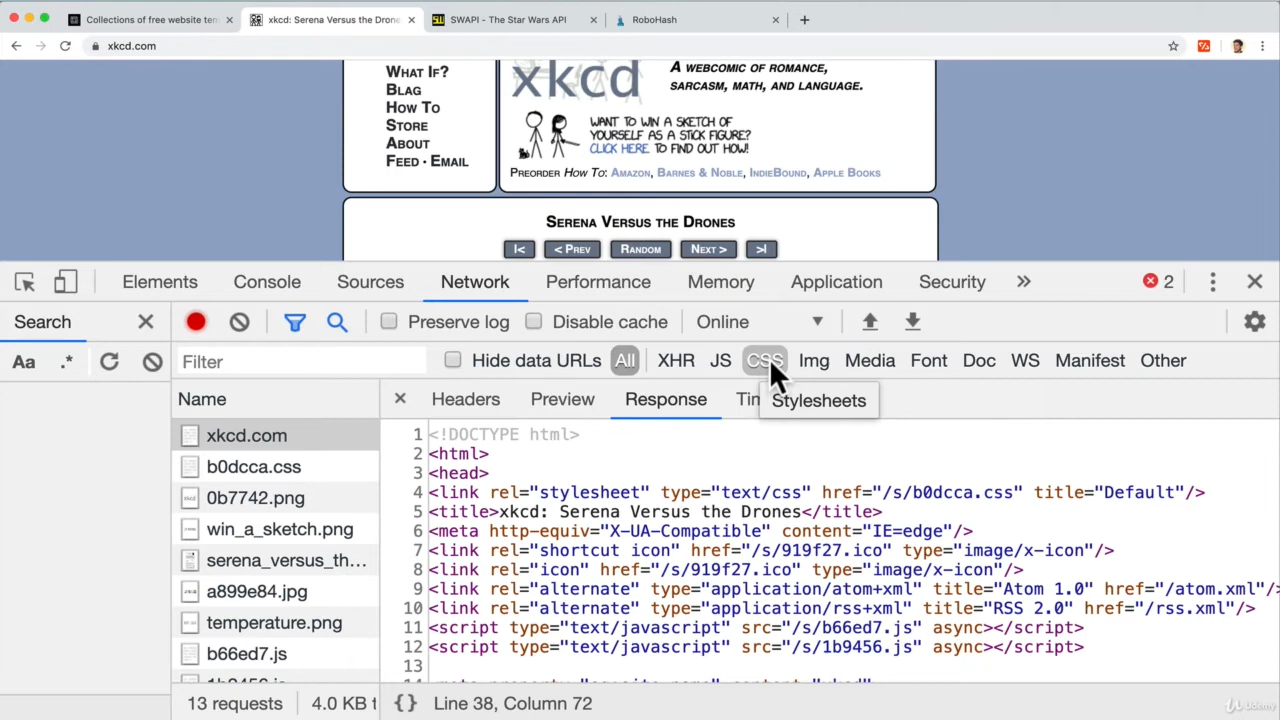 Collections of free website ten
xkcd: Serena Versus the Drone
SWAPI - The Star Wars API
RoboHash
xkcd.com
What If?
Blag
How To
Store
About
Feed · Email
xkcd
A webcomic of romance,
sarcasm, math, and language.
WANT TO WIN A SKETCH OF
YOURSELF AS A STICK FIGURE?
CLICK HERE TO FIND OUT HOW!
Preorder How To: Amazon, Barnes & Noble, IndieBound, Apple Books
Serena Versus the Drones
|< < Prev Random Next > >|
Elements Console Sources Network Performance Memory Application Security » 2
Search Preserve log Disable cache Online
Aa .* Filter Hide data URLs All XHR JS CSS Img Media Font Doc WS Manifest Other
Name Headers Preview Response Tim
Stylesheets
xkcd.com
b0dcca.css
0b7742.png
win_a_sketch.png
serena_versus_th...
a899e84.jpg
temperature.png
b66ed7.js
1b9456.js
1 <!DOCTYPE html>
2 <html>
3 <head>
4 <link rel="stylesheet" type="text/css" href="/s/b0dcca.css" title="Default"/>
5 <title>xkcd: Serena Versus the Drones</title>
6 <meta http-equiv="X-UA-Compatible" content="IE=edge"/>
7 <link rel="shortcut icon" href="/s/919f27.ico" type="image/x-icon"/>
8 <link rel="icon" href="/s/919f27.ico" type="image/x-icon"/>
9 <link rel="alternate" type="application/atom+xml" title="Atom 1.0" href="/atom.xml"/>
10 <link rel="alternate" type="application/rss+xml" title="RSS 2.0" href="/rss.xml"/>
11 <script type="text/javascript" src="/s/b66ed7.js" async></script>
12 <script type="text/javascript" src="/s/1b9456.js" async></script>
13
13 requests 4.0 KB t {} Line 38, Column 72
Udemy